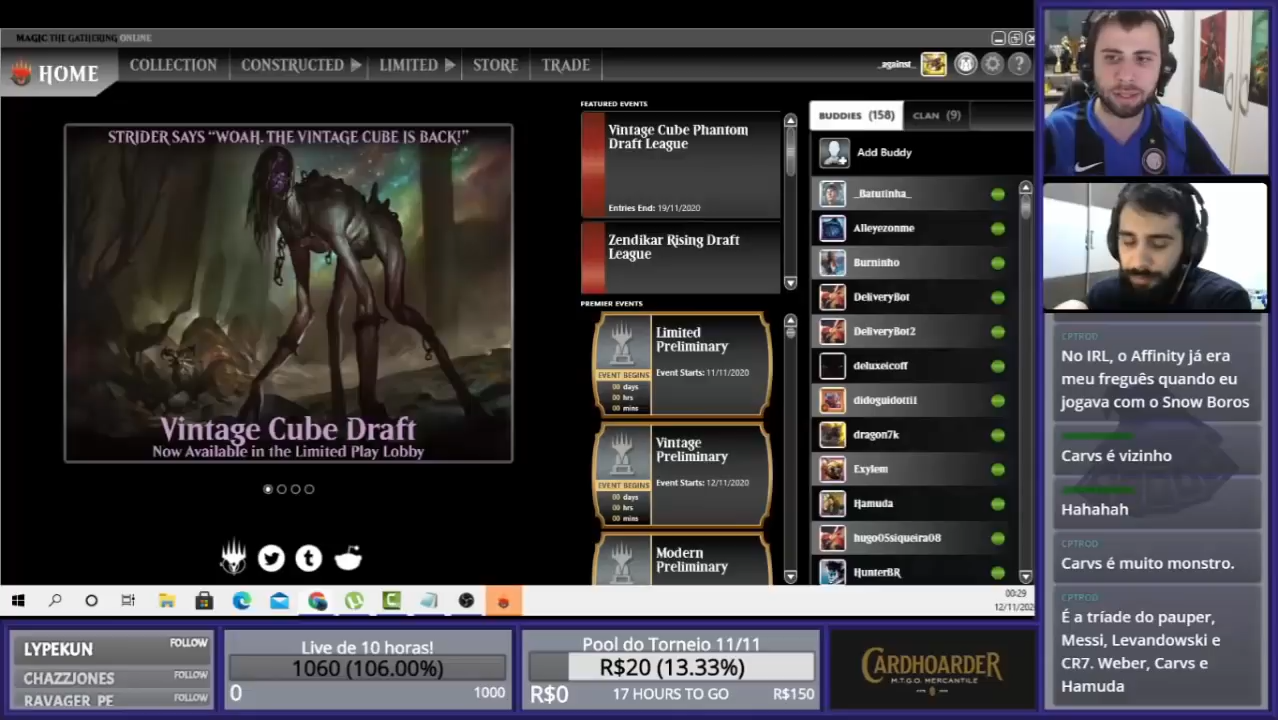 MAGIC THE GATHERING ONLINE
HOME
COLLECTION
CONSTRUCTED
LIMITED
STORE
TRADE
_against_
STRIDER SAYS "WOAH. THE VINTAGE CUBE IS BACK!"
Vintage Cube Draft
Now Available in the Limited Play Lobby
FEATURED EVENTS
Vintage Cube Phantom
Draft League
Entries End: 19/11/2020
Zendikar Rising Draft
League
PREMIER EVENTS
Limited
Preliminary
Event Starts: 11/11/2020
EVENT BEGINS
00 days
00 hrs
00 mins
Vintage
Preliminary
Event Starts: 12/11/2020
EVENT BEGINS
00 days
00 hrs
00 mins
Modern
Preliminary
BUDDIES (158)
CLAN (9)
Add Buddy
_Batutinha_
Alleyezonme
Burninho
DeliveryBot
DeliveryBot2
deluxeicoff
didoguidotti1
dragon7k
Exylem
Hamuda
hugo05siqueira08
HunterBR
00:29
12/11/2020
CPTROD
No IRL, o Affinity já era
meu freguês quando eu
jogava com o Snow Boros
Carvs é vizinho
Hahahah
CPTROD
Carvs é muito monstro.
CPTROD
É a tríade do pauper,
Messi, Levandowski e
CR7. Weber, Carvs e
Hamuda
LYPEKUN
FOLLOW
CHAZZJONES
FOLLOW
RAVAGER_PE
FOLLOW
Live de 10 horas!
1060 (106.00%)
0
1000
Pool do Torneio 11/11
R$20 (13.33%)
R$0
17 HOURS TO GO
R$150
CARDHOARDER
M.T.G.O. MERCANTILE